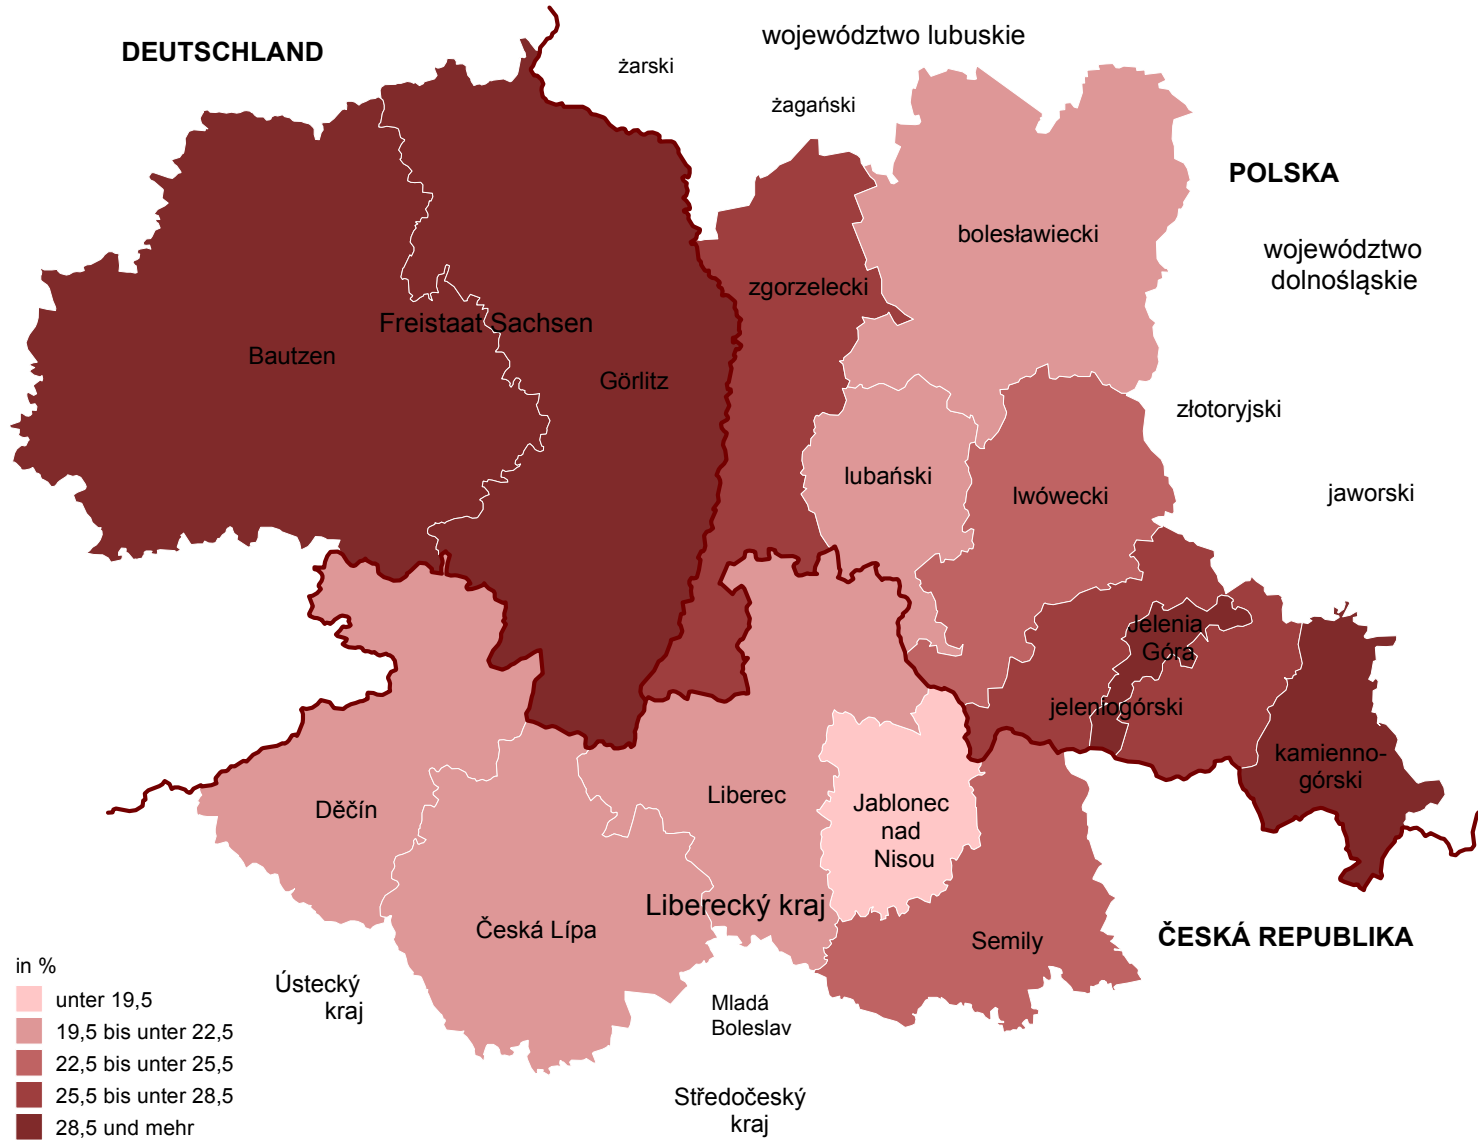 DEUTSCHLAND
województwo lubuskie
żarski
żagański
POLSKA
bolesławiecki
województwo
dolnośląskie
zgorzelecki
Freistaat Sachsen
Bautzen
Görlitz
złotoryjski
lubański
lwówecki
jaworski
Jelenia
Góra
jeleniogórski
kamienno-
górski
Liberec
Děčín
Jablonec
nad
Nisou
Liberecký kraj
Česká Lípa
Semily
ČESKÁ REPUBLIKA
Ústecký
kraj
Mladá
Boleslav
Středočeský
kraj
in %
unter 19,5
19,5 bis unter 22,5
22,5 bis unter 25,5
25,5 bis unter 28,5
28,5 und mehr